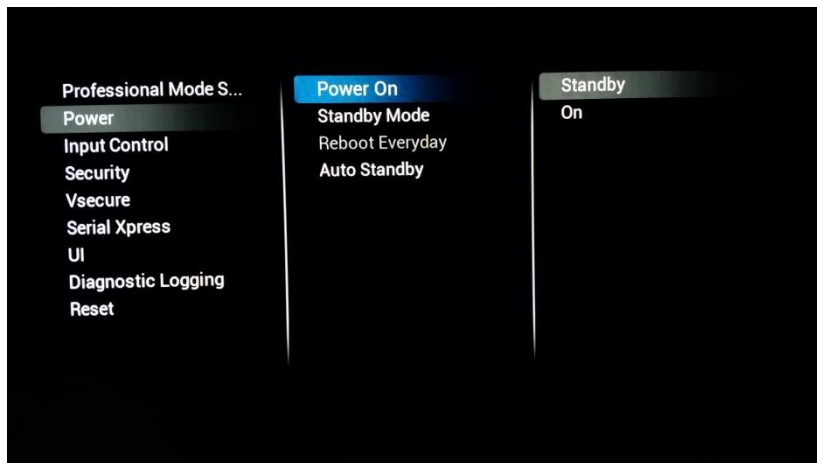 Professional Mode S...
Power
Input Control
Security
Vsecure
Serial Xpress
UI
Diagnostic Logging
Reset
Power On
Standby Mode
Reboot Everyday
Auto Standby
Standby
On